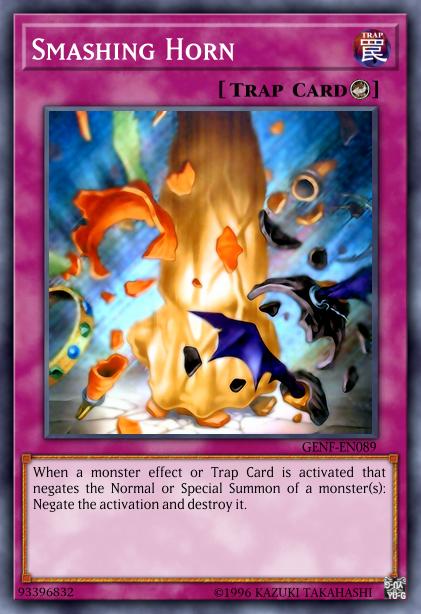 SMASHING HORN
TRAP
罠
[TRAP CARD]
GENF-EN089
When a monster effect or Trap Card is activated that
negates the Normal or Special Summon of a monster(s):
Negate the activation and destroy it.
93396832
©1996 KAZUKI TAKAHASHI